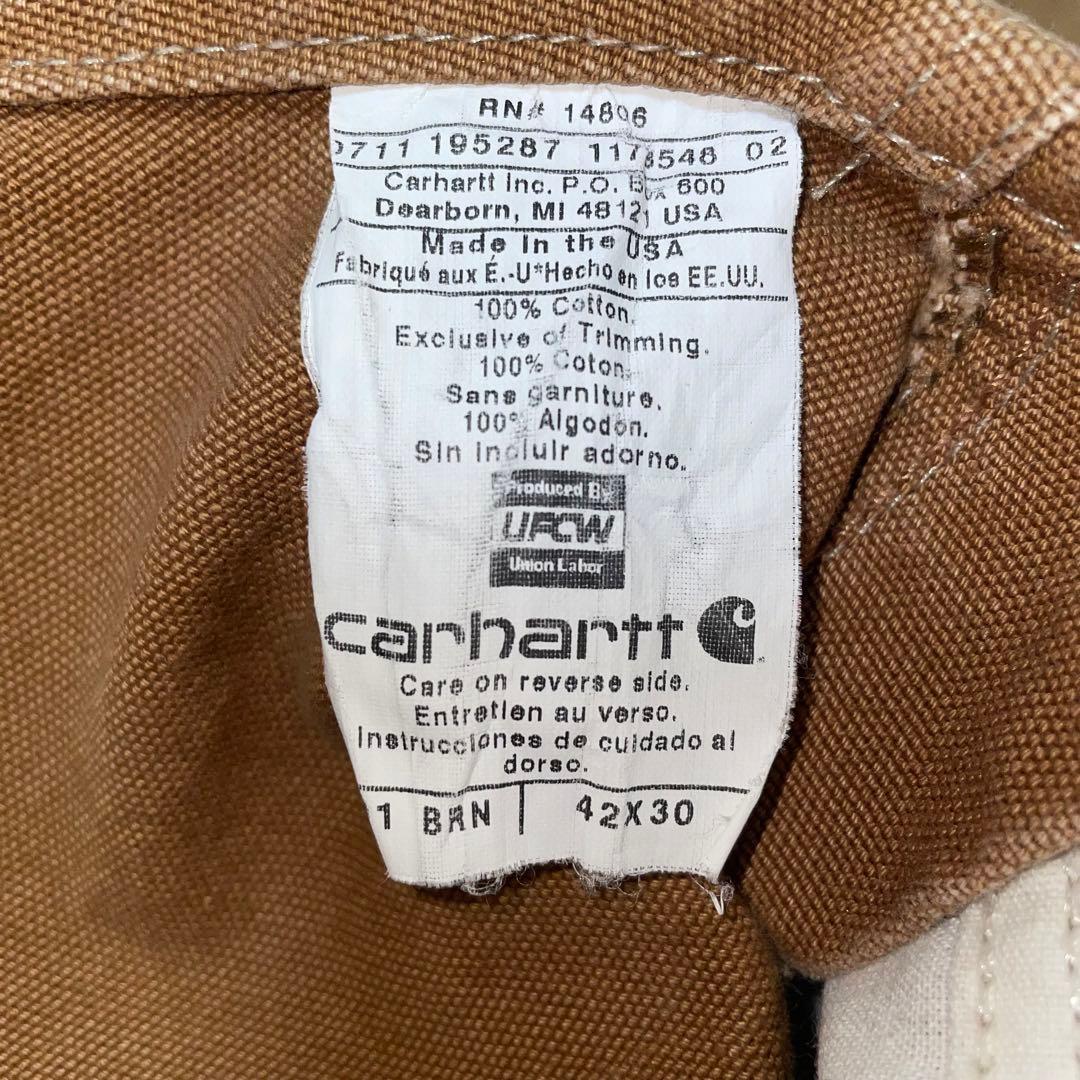 RN# 14806
0711 195287 1178548 02
Carhartt Inc. P.O. Box 600
Dearborn, MI 48121 USA
Made in the USA
Fabriqué aux É.-U*Hecho en los EE.UU.
100% Cotton.
Exclusive of Trimming.
100% Coton.
Sans garniture.
100% Algodón.
Sin incluir adorno.
Produced By
UFCW
Union Labor
carhartt
Care on reverse side.
Entretien au verso.
Instrucciones de cuidado al
dorso.
1 BRN | 42X30